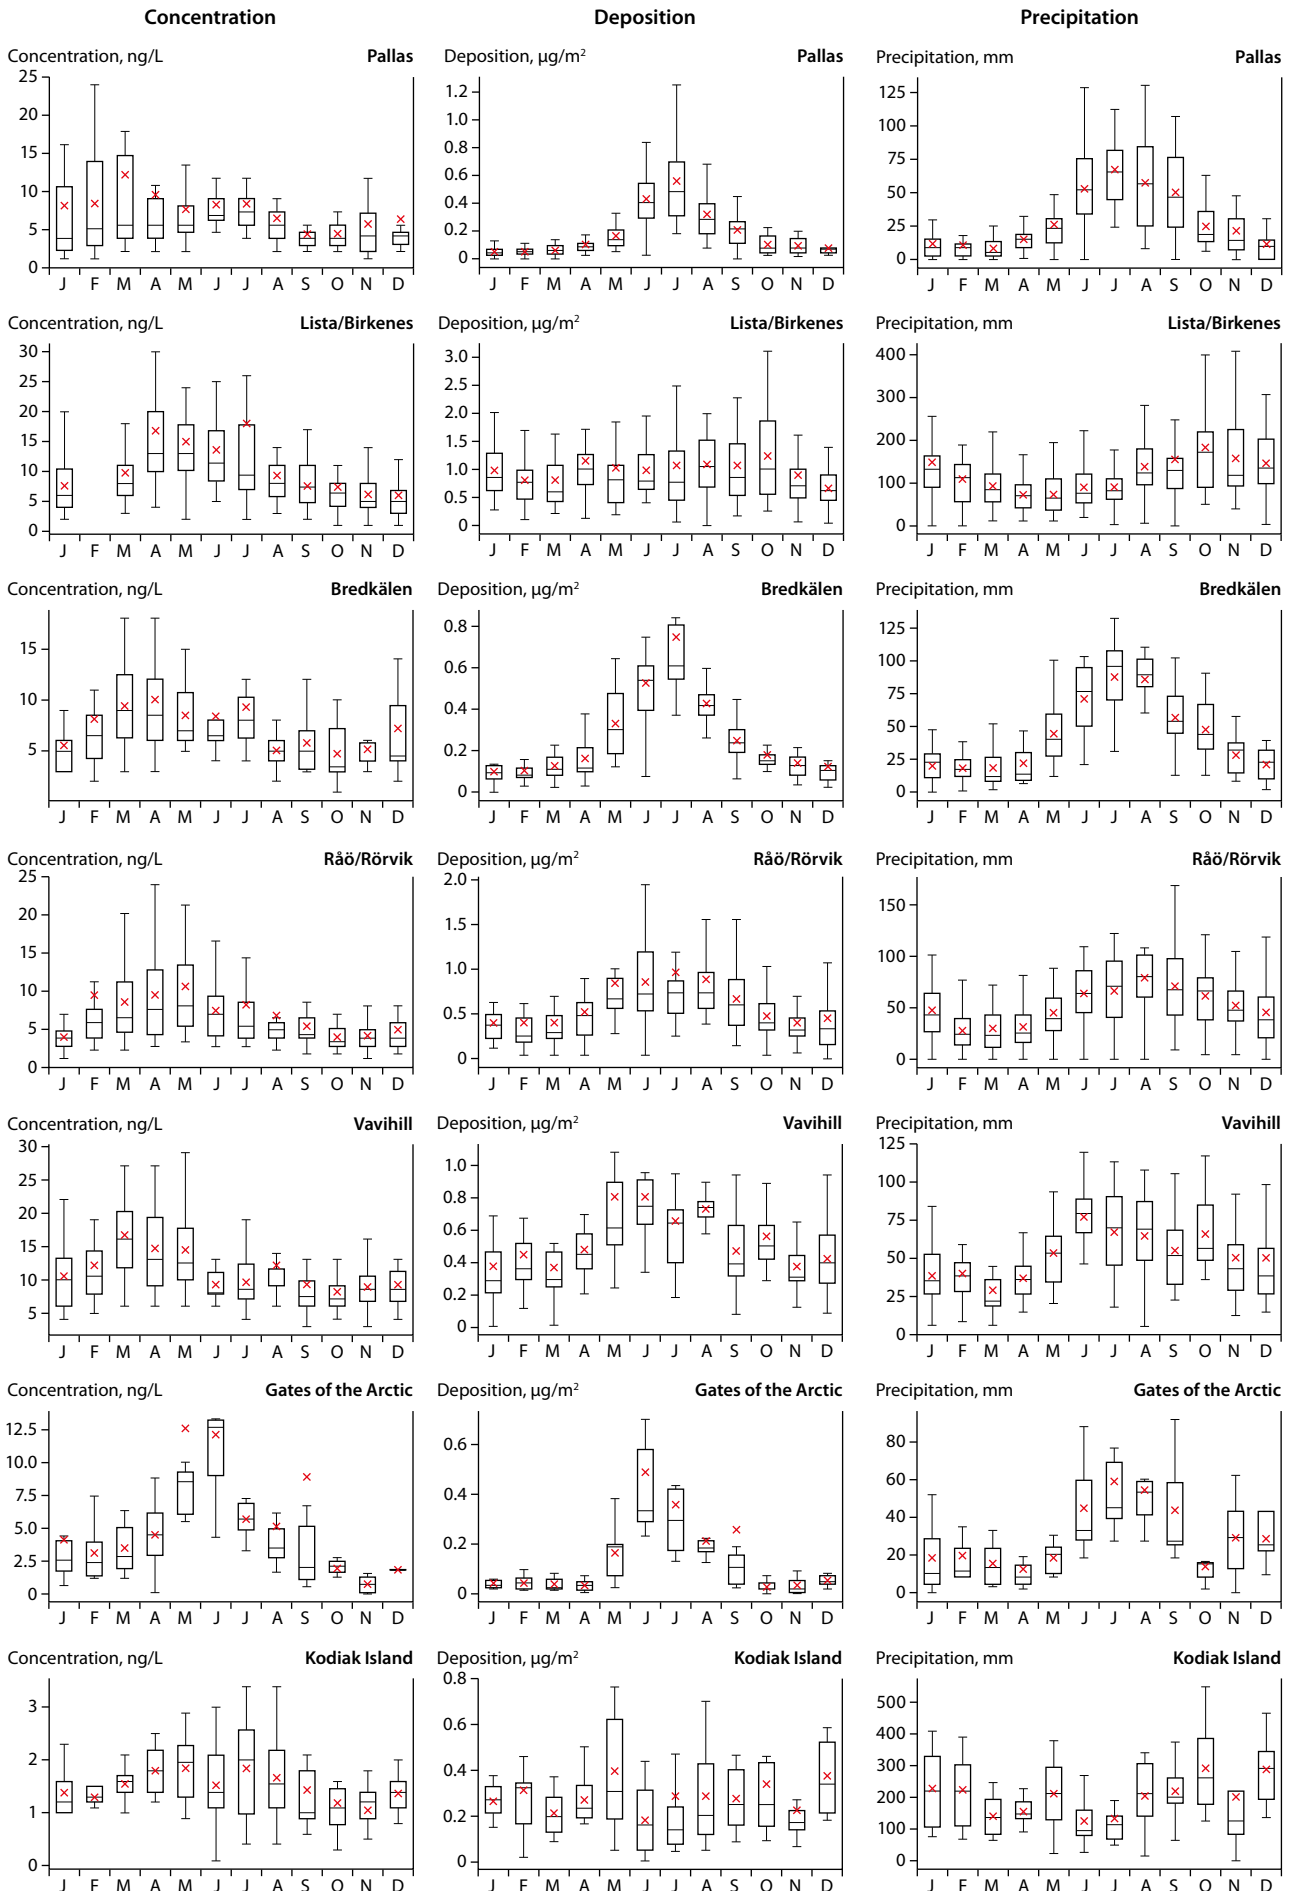 Concentration Deposition Precipitation
Concentration, ng/L Pallas Deposition, µg/m² Pallas Precipitation, mm Pallas
25 20 15 10 5 0
J F M A M J J A S O N D
1.2 1.0 0.8 0.6 0.4 0.2 0
J F M A M J J A S O N D
125 100 75 50 25 0
J F M A M J J A S O N D
Concentration, ng/L Lista/Birkenes Deposition, µg/m² Lista/Birkenes Precipitation, mm Lista/Birkenes
30 25 20 15 10 5 0
J F M A M J J A S O N D
3.0 2.5 2.0 1.5 1.0 0.5 0
J F M A M J J A S O N D
400 300 200 100 0
J F M A M J J A S O N D
Concentration, ng/L Bredkälen Deposition, µg/m² Bredkälen Precipitation, mm Bredkälen
15 10 5
J F M A M J J A S O N D
0.8 0.6 0.4 0.2 0
J F M A M J J A S O N D
125 100 75 50 25 0
J F M A M J J A S O N D
Concentration, ng/L Råö/Rörvik Deposition, µg/m² Råö/Rörvik Precipitation, mm Råö/Rörvik
25 20 15 10 5 0
J F M A M J J A S O N D
2.0 1.5 1.0 0.5 0
J F M A M J J A S O N D
150 100 50 0
J F M A M J J A S O N D
Concentration, ng/L Vavihill Deposition, µg/m² Vavihill Precipitation, mm Vavihill
30 25 20 15 10 5
J F M A M J J A S O N D
1.0 0.8 0.6 0.4 0.2 0
J F M A M J J A S O N D
125 100 75 50 25 0
J F M A M J J A S O N D
Concentration, ng/L Gates of the Arctic Deposition, µg/m² Gates of the Arctic Precipitation, mm Gates of the Arctic
12.5 10.0 7.5 5.0 2.5 0
J F M A M J J A S O N D
0.6 0.4 0.2 0
J F M A M J J A S O N D
80 60 40 20 0
J F M A M J J A S O N D
Concentration, ng/L Kodiak Island Deposition, µg/m² Kodiak Island Precipitation, mm Kodiak Island
3 2 1 0
J F M A M J J A S O N D
0.8 0.6 0.4 0.2 0
J F M A M J J A S O N D
500 400 300 200 100 0
J F M A M J J A S O N D